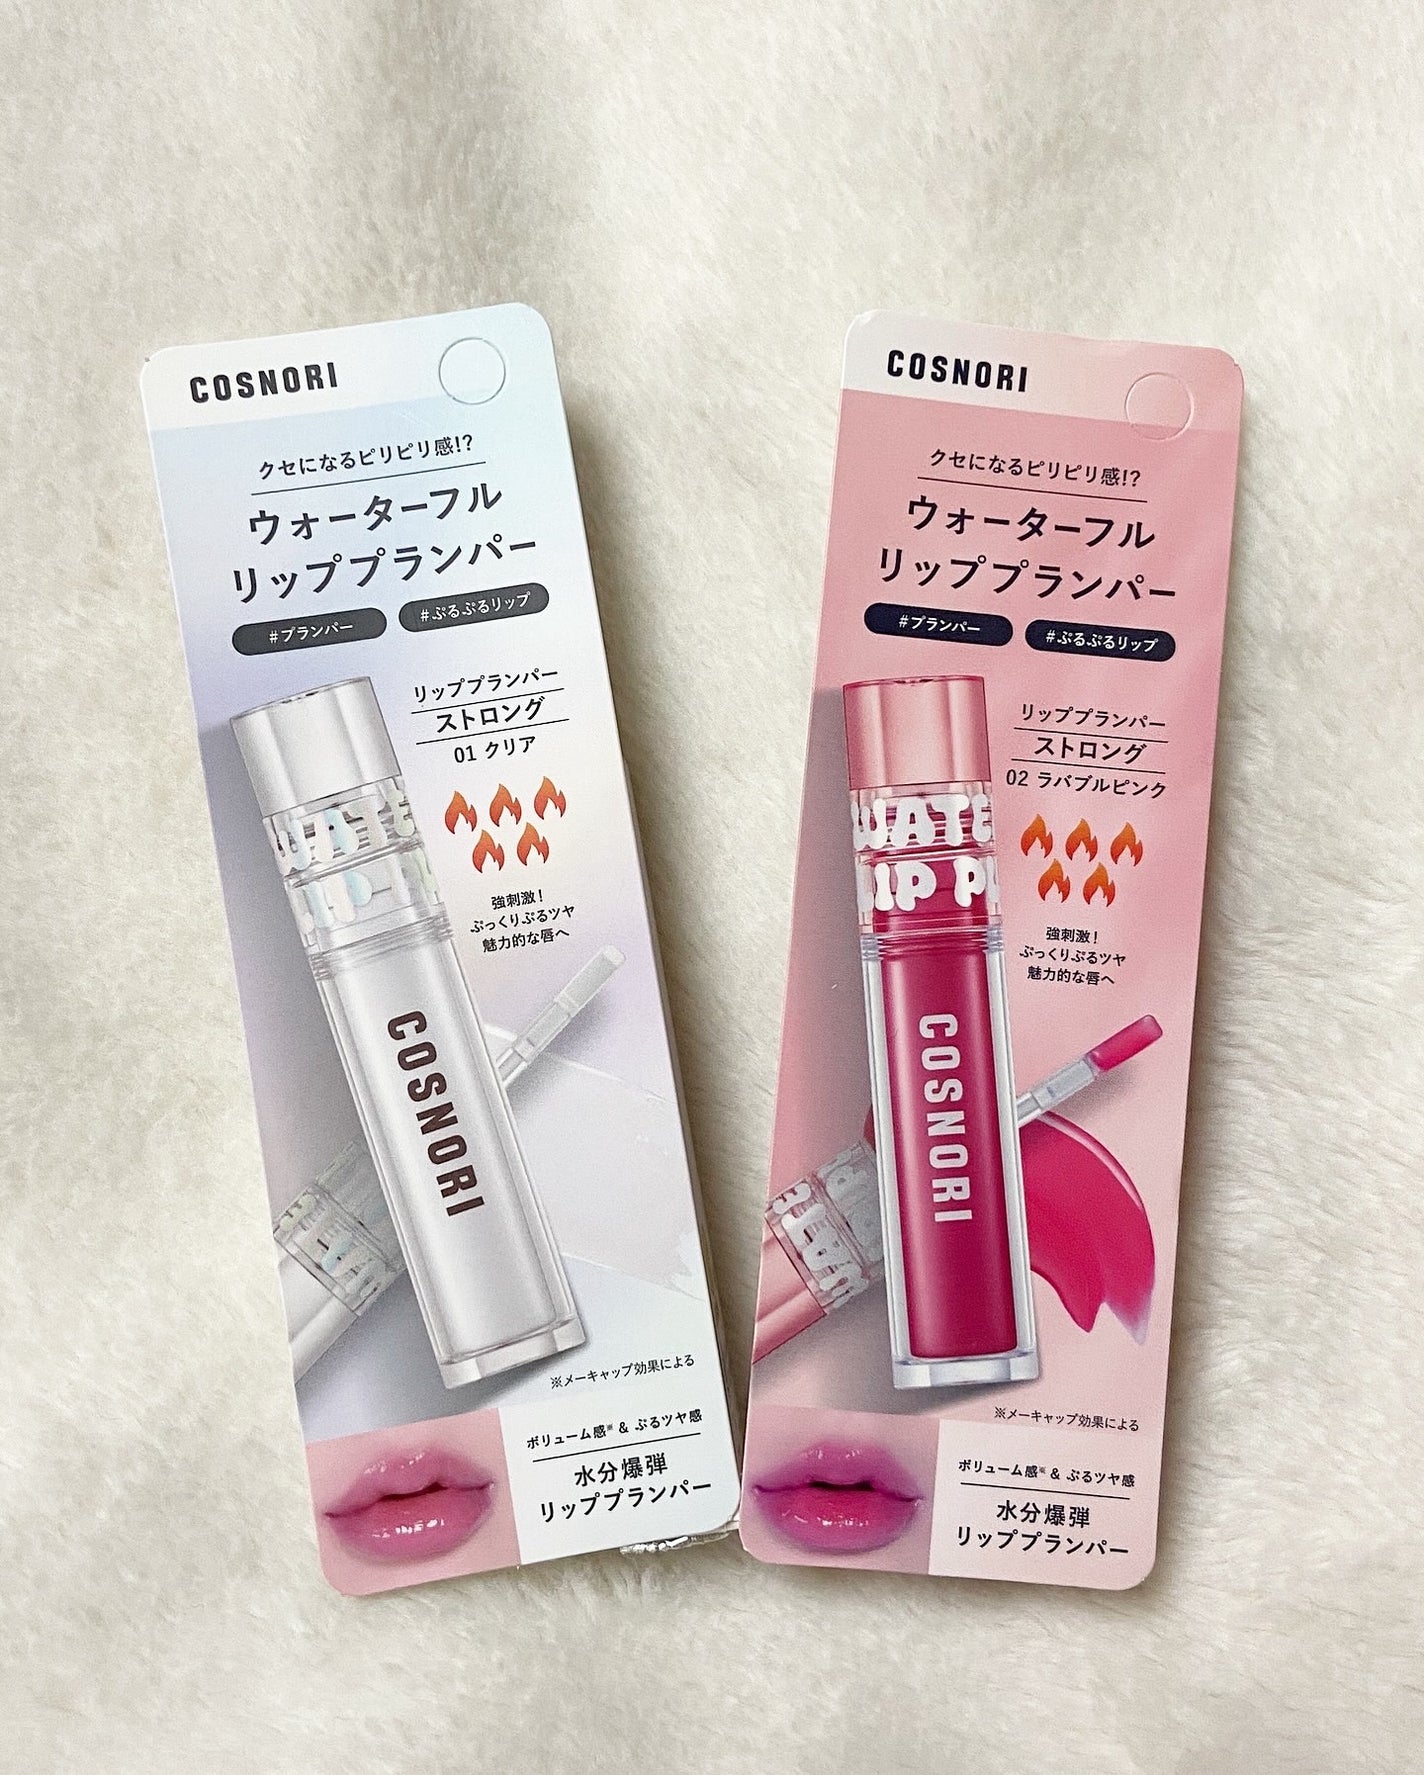 COSNORI
クセになるピリピリ感!?
ウォーターフル
リッププランパー
#プランパー #ぷるぷるリップ
リッププランパー
ストロング
01 クリア
強刺激!
ぷっくりぷるツヤ
魅力的な唇へ
WATE
LIP
COSNORI
※メーキャップ効果による
ボリューム感※ & ぷるツヤ感
水分爆弾
リッププランパー
COSNORI
クセになるピリピリ感!?
ウォーターフル
リッププランパー
#プランパー #ぷるぷるリップ
リッププランパー
ストロング
02 ラバブルピンク
強刺激!
ぷっくりぷるツヤ
魅力的な唇へ
WATE
LIP PL
COSNORI
WATE
※メーキャップ効果による
ボリューム感※ & ぷるツヤ感
水分爆弾
リッププランパー